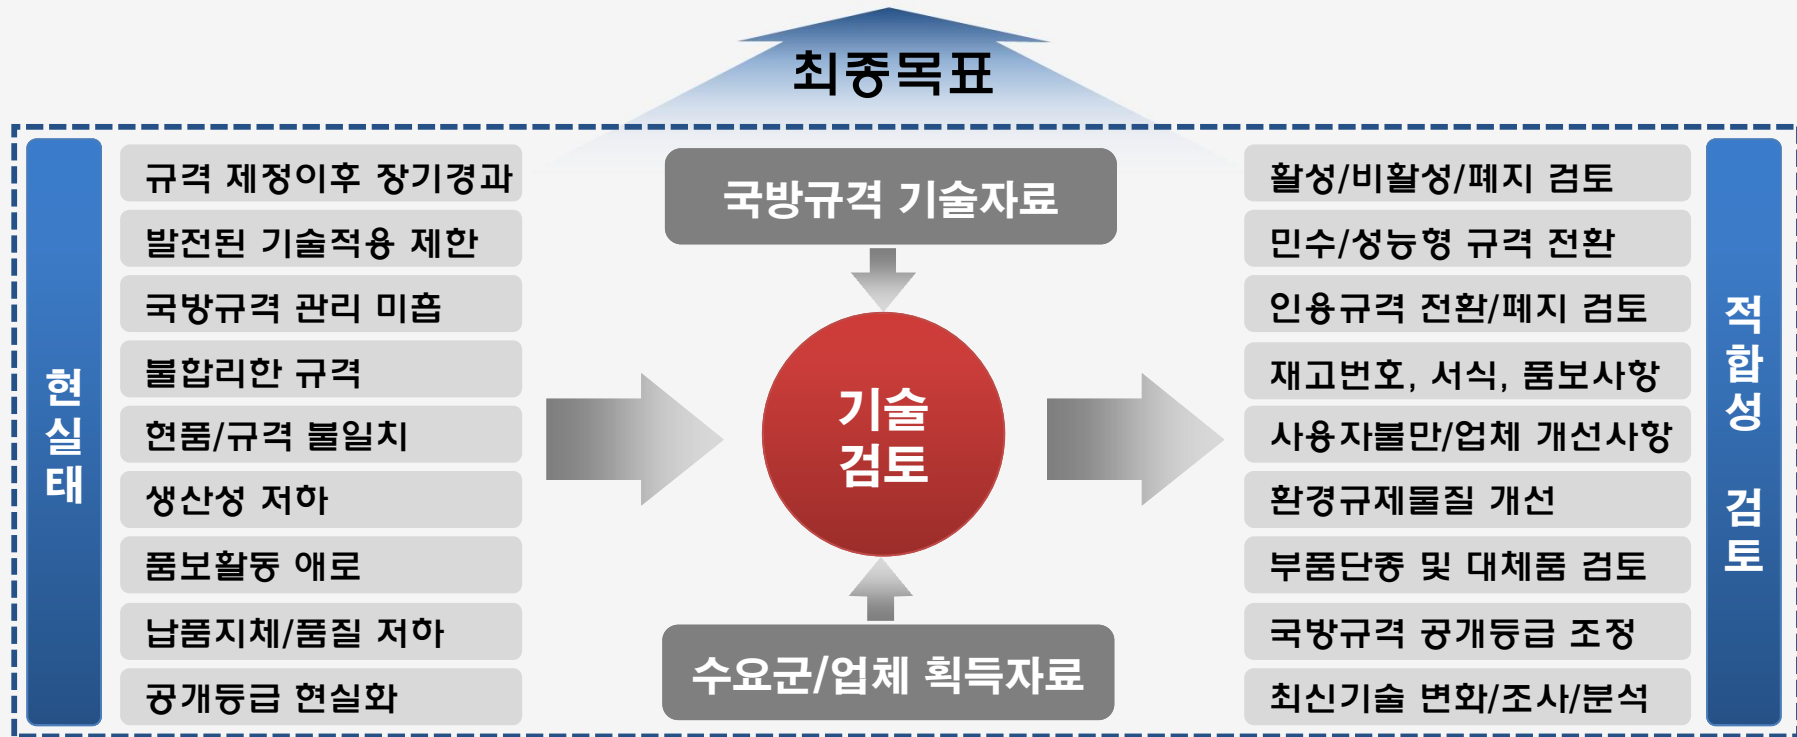 최종목표
현실태
규격 제정이후 장기경과
발전된 기술적용 제한
국방규격 관리 미흡
불합리한 규격
현품/규격 불일치
생산성 저하
품보활동 애로
납품지체/품질 저하
공개등급 현실화
국방규격 기술자료
기술
검토
수요군/업체 획득자료
활성/비활성/폐지 검토
민수/성능형 규격 전환
인용규격 전환/폐지 검토
재고번호, 서식, 품보사항
사용자불만/업체 개선사항
환경규제물질 개선
부품단종 및 대체품 검토
국방규격 공개등급 조정
최신기술 변화/조사/분석
적합성 검토